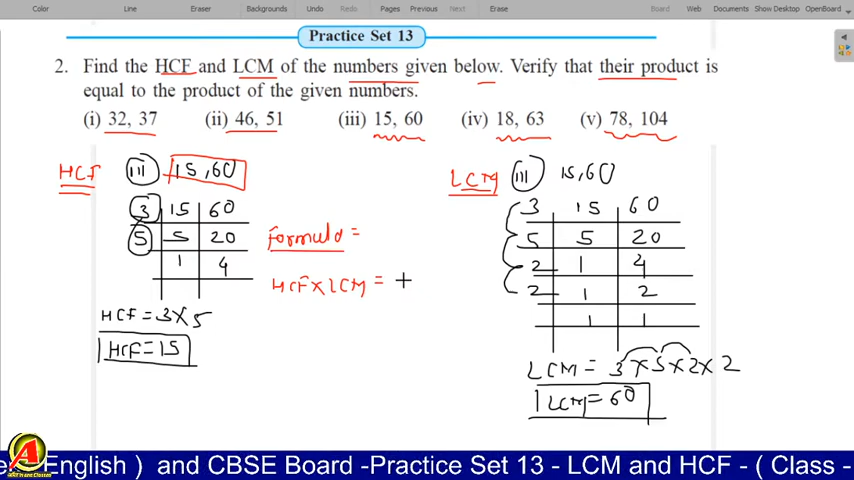 Color Line Eraser Backgrounds Undo Redo Pages Previous Next Erase Board Web Documents Show Desktop OpenBoard
Practice Set 13
2. Find the HCF and LCM of the numbers given below. Verify that their product is
equal to the product of the given numbers.
(i) 32, 37 (ii) 46, 51 (iii) 15, 60 (iv) 18, 63 (v) 78, 104
HCF (iii) 15,60
3 15 60
5 5 20
1 4
HCF = 3×5
HCF = 15
Formula =
HCF×LCM =
LCM (iii) 15,60
3 15 60
5 5 20
2 1 4
2 1 2
1 1
LCM = 3×5×2×2
LCM = 60
English ) and CBSE Board -Practice Set 13 - LCM and HCF - ( Class -